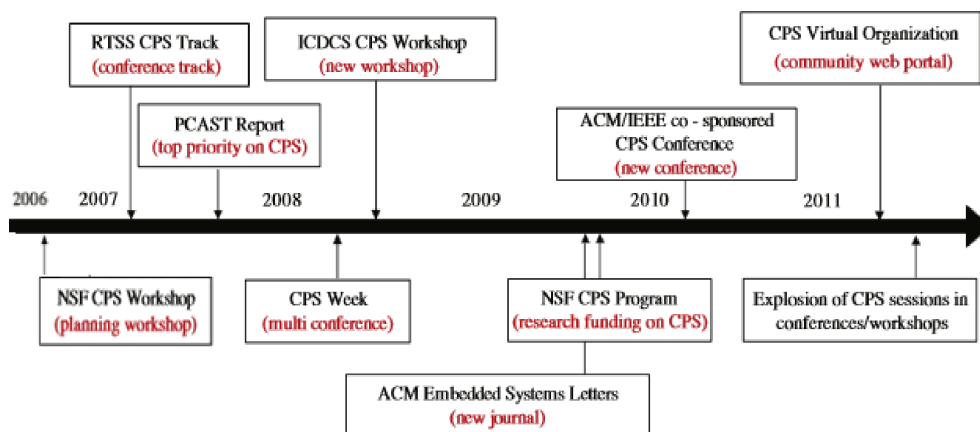 RTSS CPS Track
(conference track)
ICDCS CPS Workshop
(new workshop)
CPS Virtual Organization
(community web portal)
PCAST Report
(top priority on CPS)
ACM/IEEE co - sponsored
CPS Conference
(new conference)
2006 2007 2008 2009 2010 2011
NSF CPS Workshop
(planning workshop)
CPS Week
(multi conference)
NSF CPS Program
(research funding on CPS)
Explosion of CPS sessions in
conferences/workshops
ACM Embedded Systems Letters
(new journal)